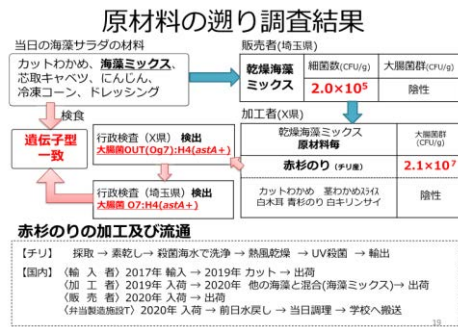 原材料の遡り調査結果
当日の海藻サラダの材料
カットわかめ、海藻ミックス、
芯取キャベツ、にんじん、
冷凍コーン、ドレッシング
検食
遺伝子型
一致
販売者(埼玉県)
乾燥海藻
ミックス
細菌数(CFU/g)
大腸菌群(CFU/g)
2.0×10⁵
陰性
加工者(X県)
乾燥海藻ミックス
原材料毎
大腸菌群
(CFU/g)
赤杉のり（チリ産）
2.1×10⁷
カットわかめ 茎わかめスライス
白木耳 青杉のり 白キリンサイ
陰性
行政検査（X県）検出
大腸菌OUT(Og7):H4(astA+)
行政検査（埼玉県）検出
大腸菌 O7:H4(astA+)
赤杉のりの加工及び流通
【チリ】 採取 → 素干し→ 殺菌海水で洗浄 → 熱風乾燥 → UV殺菌 → 輸出
【国内】〈輸 入 者〉2017年 輸入 → 2019年 カット → 出荷
〈加 工 者〉2019年 入荷 → 2020年 他の海藻と混合(海藻ミックス)→ 出荷
〈販 売 者〉2020年 入荷 → 出荷
〈弁当製造施設T〉2020年 入荷 → 前日水戻し → 当日調理 → 学校へ搬送
19